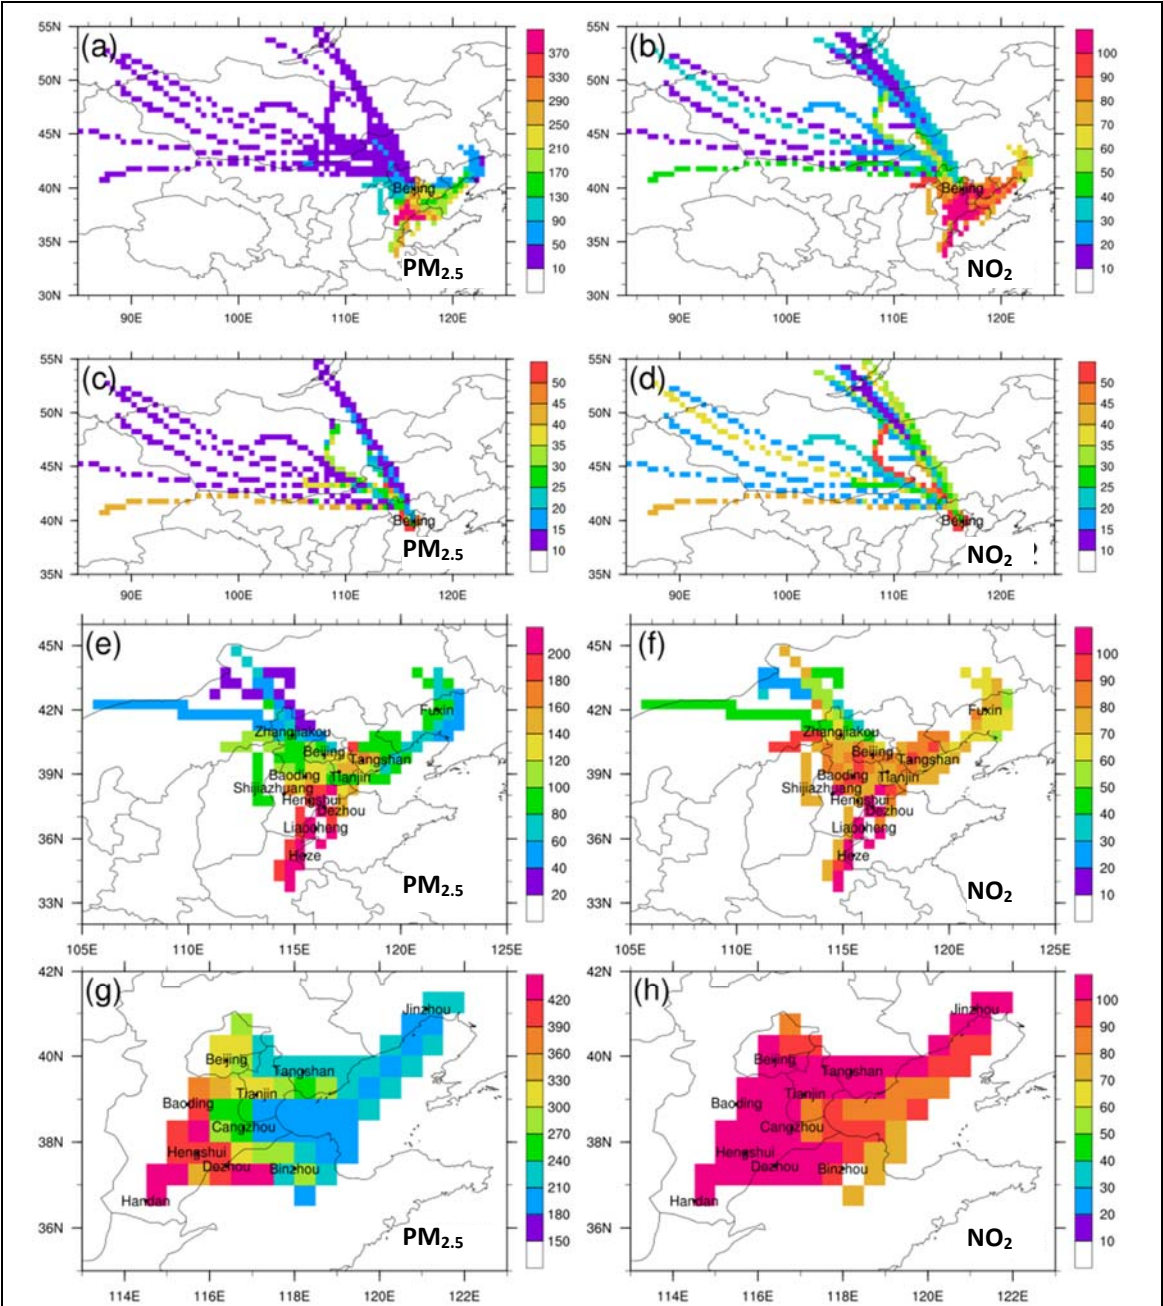 (a)
55N
50N
45N
40N
35N
30N
Beijing
PM2.5
90E 100E 110E 120E
370
330
290
250
210
170
130
90
50
10
(b)
55N
50N
45N
40N
35N
30N
Beijing
NO2
90E 100E 110E 120E
100
90
80
70
60
50
40
30
20
10
(c)
55N
50N
45N
40N
35N
Beijing
PM2.5
90E 100E 110E 120E
50
45
40
35
30
25
20
15
10
(d)
55N
50N
45N
40N
35N
Beijing
NO2
90E 100E 110E 120E
50
45
40
35
30
25
20
15
10
(e)
45N
42N
39N
36N
33N
Fuxin
Zhangjiakou
Beijing
Tangshan
Baoding Tianjin
Shijiazhuang
Hengshui
Dezhou
Liaocheng
Heze
PM2.5
105E 110E 115E 120E 125E
200
180
160
140
120
100
80
60
40
20
(f)
45N
42N
39N
36N
33N
Fuxin
Zhangjiakou
Beijing
Tangshan
Baoding Tianjin
Shijiazhuang
Hengshui
Dezhou
Liaocheng
Heze
NO2
105E 110E 115E 120E 125E
100
90
80
70
60
50
40
30
20
10
(g)
42N
40N
38N
36N
Jinzhou
Beijing
Tangshan
Tianjin
Baoding
Cangzhou
Hengshui
Dezhou Binzhou
Handan
PM2.5
114E 116E 118E 120E 122E
420
390
360
330
300
270
240
210
180
150
(h)
42N
40N
38N
36N
Jinzhou
Beijing
Tangshan
Tianjin
Baoding
Cangzhou
Hengshui
Dezhou Binzhou
Handan
NO2
114E 116E 118E 120E 122E
100
90
80
70
60
50
40
30
20
10